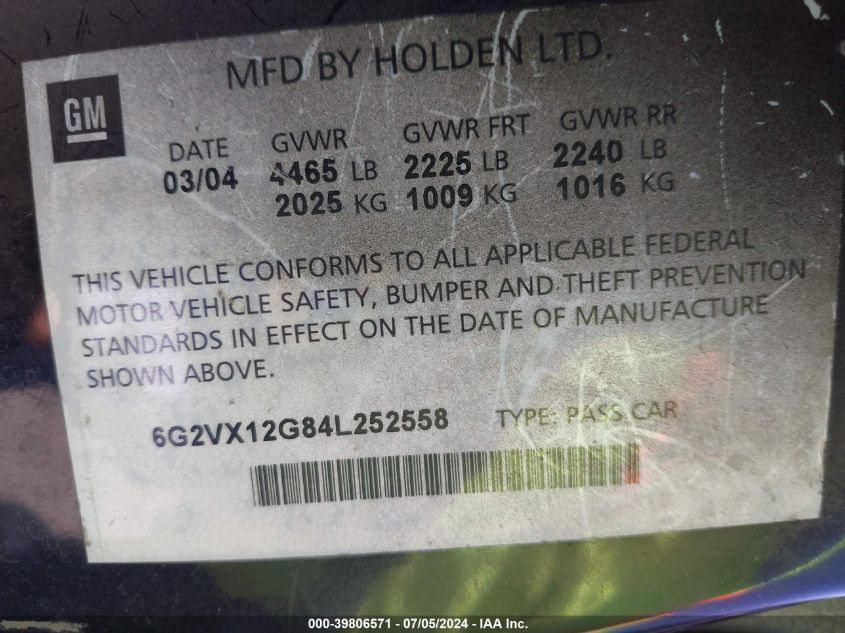 MFD BY HOLDEN LTD.
GM
DATE GVWR GVWR FRT GVWR RR
03/04 4465 LB 2225 LB 2240 LB
2025 KG 1009 KG 1016 KG
THIS VEHICLE CONFORMS TO ALL APPLICABLE FEDERAL
MOTOR VEHICLE SAFETY, BUMPER AND THEFT PREVENTION
STANDARDS IN EFFECT ON THE DATE OF MANUFACTURE
SHOWN ABOVE.
6G2VX12G84L252558 TYPE: PASS CAR
000-39806571 - 07/05/2024 - IAA Inc.